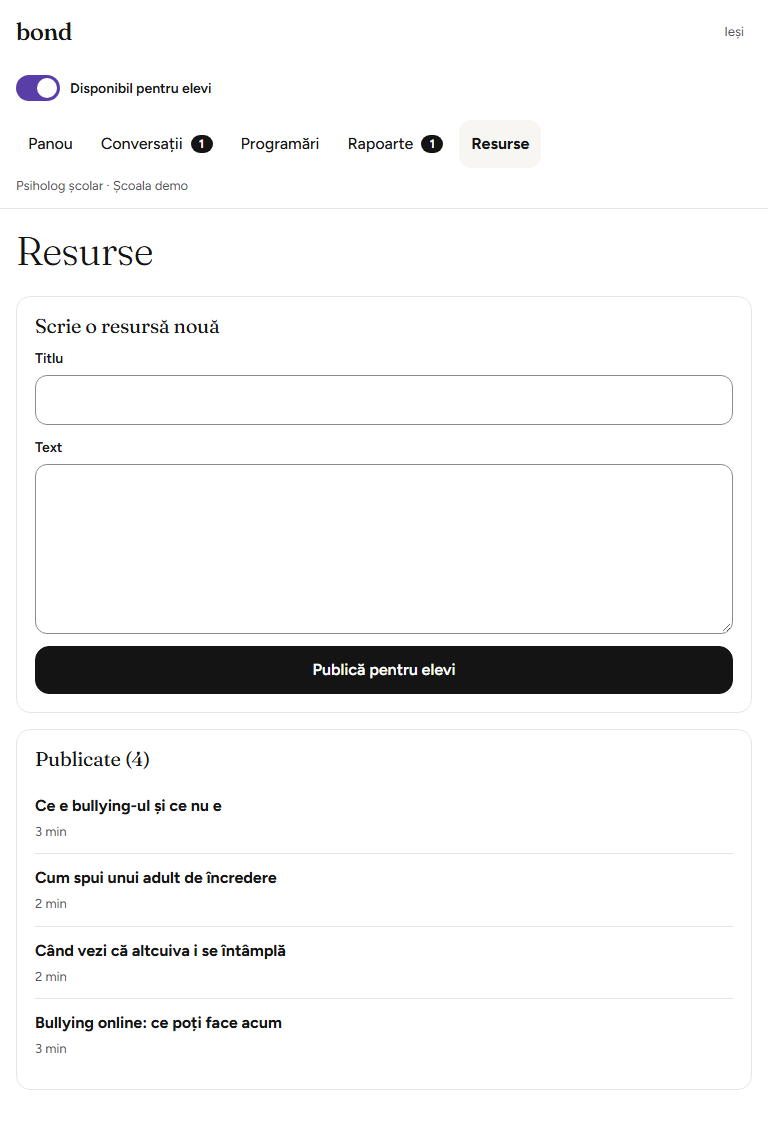 bond
Ieși
Disponibil pentru elevi
Panou Conversații 1 Programări Rapoarte 1 Resurse
Psiholog școlar · Școala demo
Resurse
Scrie o resursă nouă
Titlu
Text
Publică pentru elevi
Publicate (4)
Ce e bullying-ul și ce nu e
3 min
Cum spui unui adult de încredere
2 min
Când vezi că altcuiva i se întâmplă
2 min
Bullying online: ce poți face acum
3 min